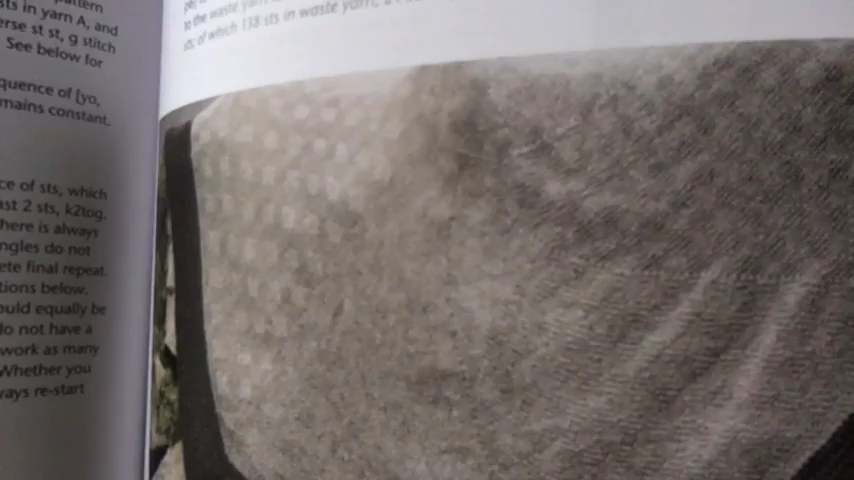 pattern
sts in yarn A, and
erse st st, g stitch
See below for
quence of [yo,
mains constant.
ce of sts, which
ast 2 sts, k2tog.
here is always
ngles do not
ete final repeat.
tions below.
ould equally be
do not have a
work as many
Whether you
ways re-start
to the waste yarn
sts: of which 138 sts in waste yarn,